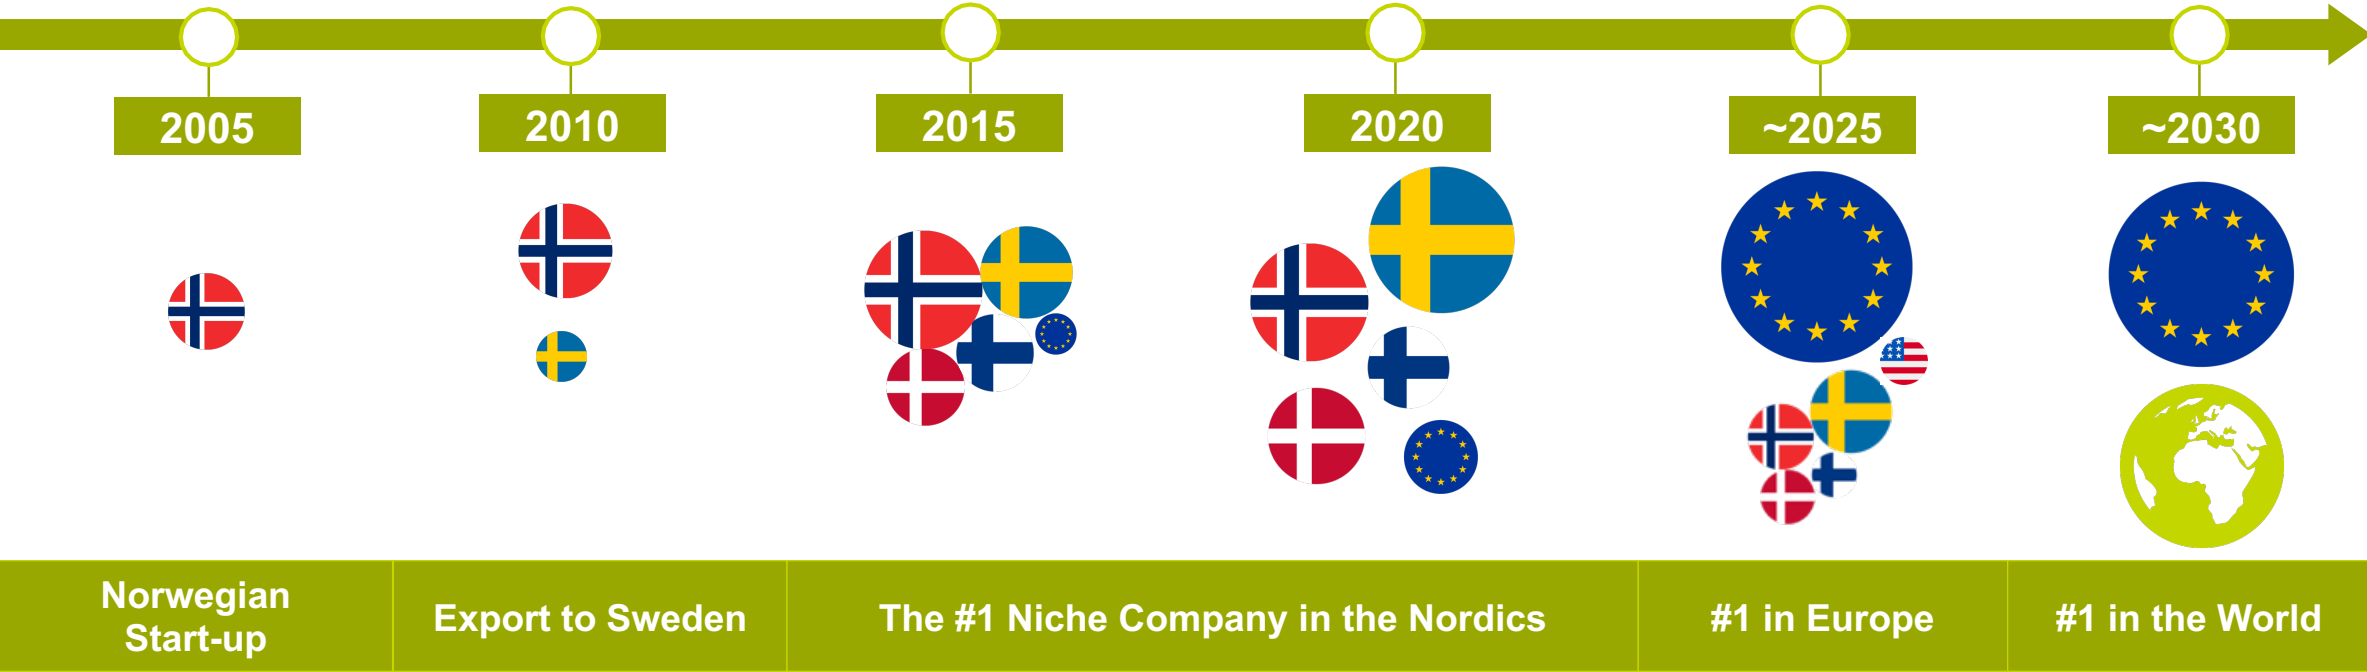 2005
2010
2015
2020
~2025
~2030
Norwegian
Start-up
Export to Sweden
The #1 Niche Company in the Nordics
#1 in Europe
#1 in the World